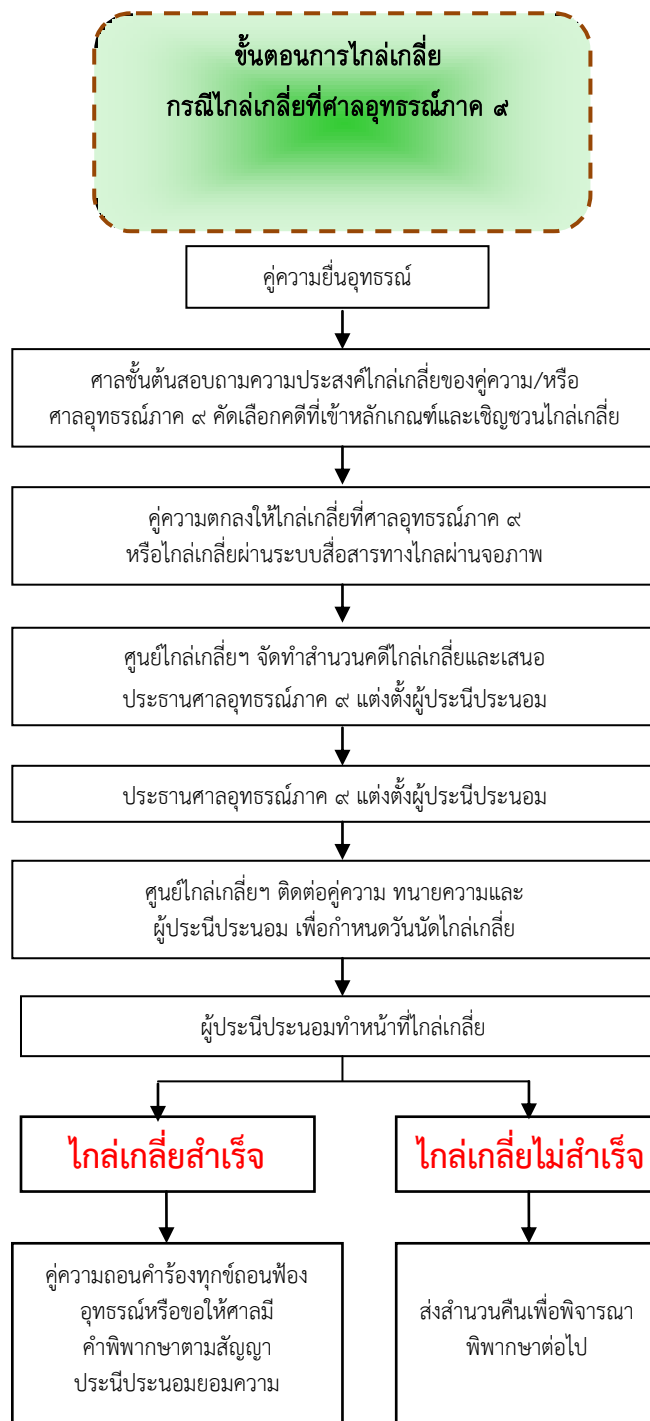 ขั้นตอนการไกล่เกลี่ย
กรณีไกล่เกลี่ยที่ศาลอุทธรณ์ภาค ๙
คู่ความยื่นอุทธรณ์
ศาลชั้นต้นสอบถามความประสงค์ไกล่เกลี่ยของคู่ความ/หรือ
ศาลอุทธรณ์ภาค ๙ คัดเลือกคดีที่เข้าหลักเกณฑ์และเชิญชวนไกล่เกลี่ย
คู่ความตกลงให้ไกล่เกลี่ยที่ศาลอุทธรณ์ภาค ๙
หรือไกล่เกลี่ยผ่านระบบสื่อสารทางไกลผ่านจอภาพ
ศูนย์ไกล่เกลี่ยฯ จัดทำสำนวนคดีไกล่เกลี่ยและเสนอ
ประธานศาลอุทธรณ์ภาค ๙ แต่งตั้งผู้ประนีประนอม
ประธานศาลอุทธรณ์ภาค ๙ แต่งตั้งผู้ประนีประนอม
ศูนย์ไกล่เกลี่ยฯ ติดต่อคู่ความ ทนายความและ
ผู้ประนีประนอม เพื่อกำหนดวันนัดไกล่เกลี่ย
ผู้ประนีประนอมทำหน้าที่ไกล่เกลี่ย
ไกล่เกลี่ยสำเร็จ
คู่ความถอนคำร้องทุกข์ถอนฟ้อง
อุทธรณ์หรือขอให้ศาลมี
คำพิพากษาตามสัญญา
ประนีประนอมยอมความ
ไกล่เกลี่ยไม่สำเร็จ
ส่งสำนวนคืนเพื่อพิจารณา
พิพากษาต่อไป